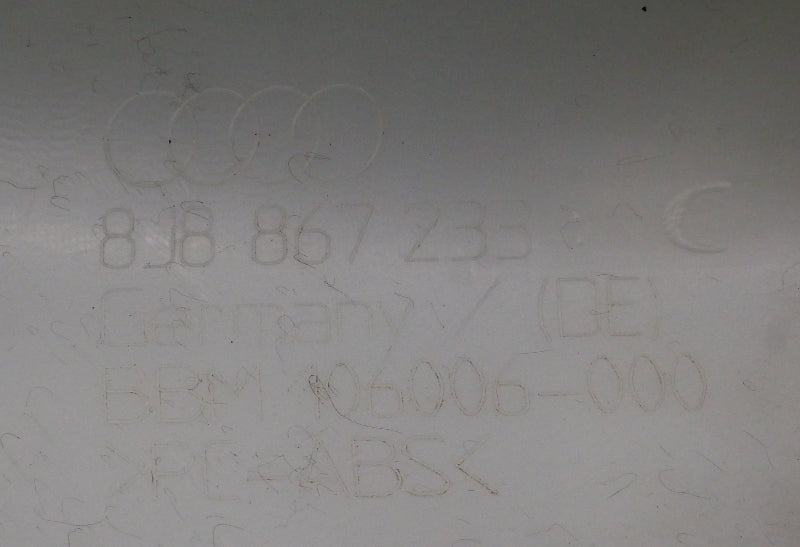 8J8 867 233 C
Germany / (DE)
BBM 106006-000
>PC+ABS<